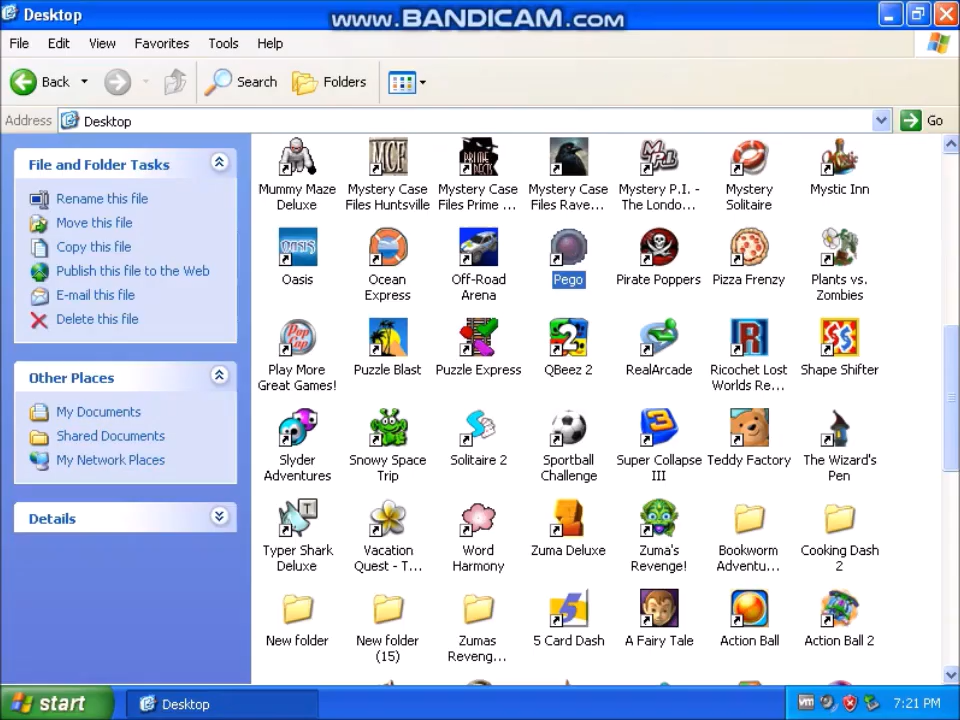 Desktop
www.BANDICAM.com
File Edit View Favorites Tools Help
Back Search Folders
Address Desktop Go
File and Folder Tasks
Rename this file
Move this file
Copy this file
Publish this file to the Web
E-mail this file
Delete this file
Other Places
My Documents
Shared Documents
My Network Places
Details
Mummy Maze Deluxe
Mystery Case Files Huntsville
Mystery Case Files Prime ...
Mystery Case Files Rave...
Mystery P.I. - The Londo...
Mystery Solitaire
Mystic Inn
Oasis
Ocean Express
Off-Road Arena
Pego
Pirate Poppers
Pizza Frenzy
Plants vs. Zombies
Play More Great Games!
Puzzle Blast
Puzzle Express
QBeez 2
RealArcade
Ricochet Lost Worlds Re...
Shape Shifter
Slyder Adventures
Snowy Space Trip
Solitaire 2
Sportball Challenge
Super Collapse III
Teddy Factory
The Wizard's Pen
Typer Shark Deluxe
Vacation Quest - T...
Word Harmony
Zuma Deluxe
Zuma's Revenge!
Bookworm Adventu...
Cooking Dash 2
New folder
New folder (15)
Zumas Reveng...
5 Card Dash
A Fairy Tale
Action Ball
Action Ball 2
start
Desktop
7:21 PM